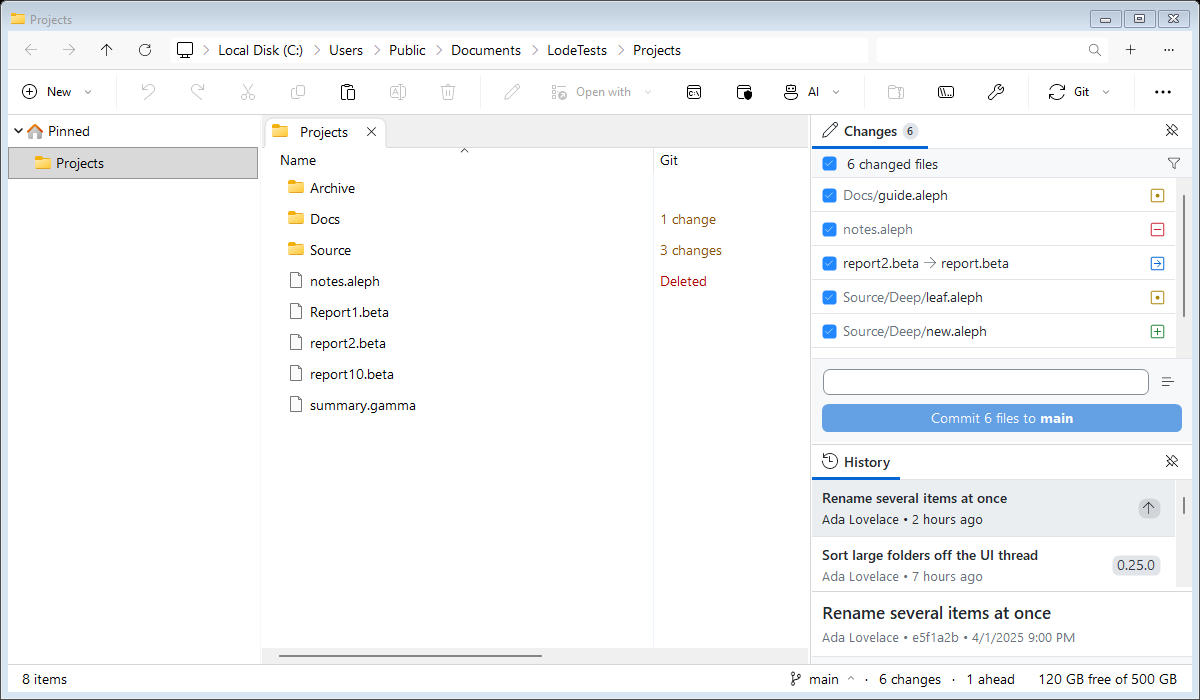 Projects
Local Disk (C:) Users Public Documents LodeTests Projects
New Open with AI Git
Pinned
Projects
Projects
Name Git
Archive
Docs 1 change
Source 3 changes
notes.aleph Deleted
Report1.beta
report2.beta
report10.beta
summary.gamma
Changes 6
6 changed files
Docs/guide.aleph
notes.aleph
report2.beta → report.beta
Source/Deep/leaf.aleph
Source/Deep/new.aleph
Commit 6 files to main
History
Rename several items at once
Ada Lovelace • 2 hours ago
Sort large folders off the UI thread
Ada Lovelace • 7 hours ago
0.25.0
Rename several items at once
Ada Lovelace • e5f1a2b • 4/1/2025 9:00 PM
8 items main · 6 changes · 1 ahead 120 GB free of 500 GB